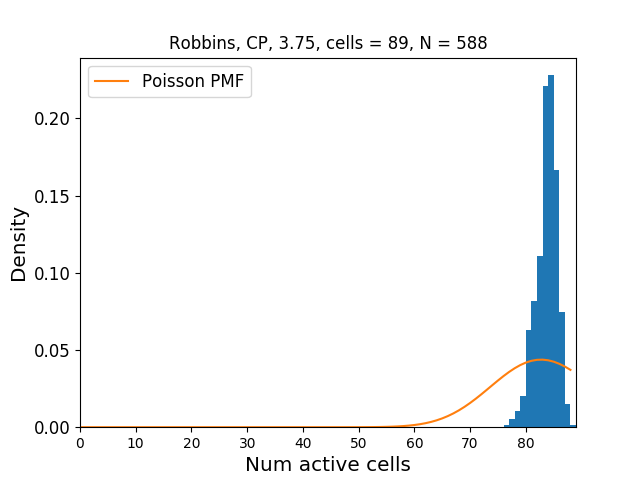 Robbins, CP, 3.75, cells = 89, N = 588
Poisson PMF
Density
0.20
0.15
0.10
0.05
0.00
0 10 20 30 40 50 60 70 80
Num active cells